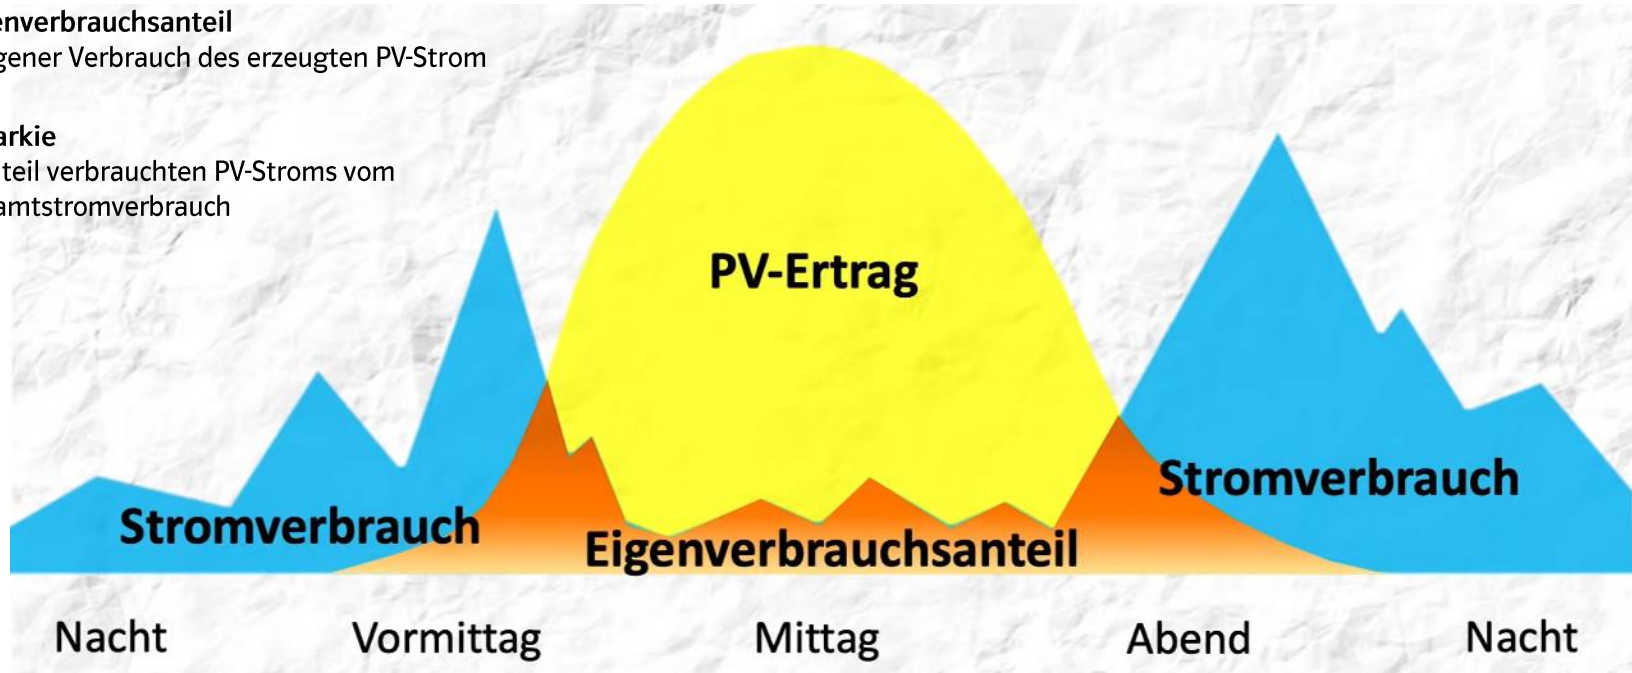 enverbrauchsanteil
gener Verbrauch des erzeugten PV-Strom
arkie
teil verbrauchten PV-Stroms vom
amtstromverbrauch
PV-Ertrag
Stromverbrauch
Stromverbrauch
Eigenverbrauchsanteil
Nacht Vormittag Mittag Abend Nacht